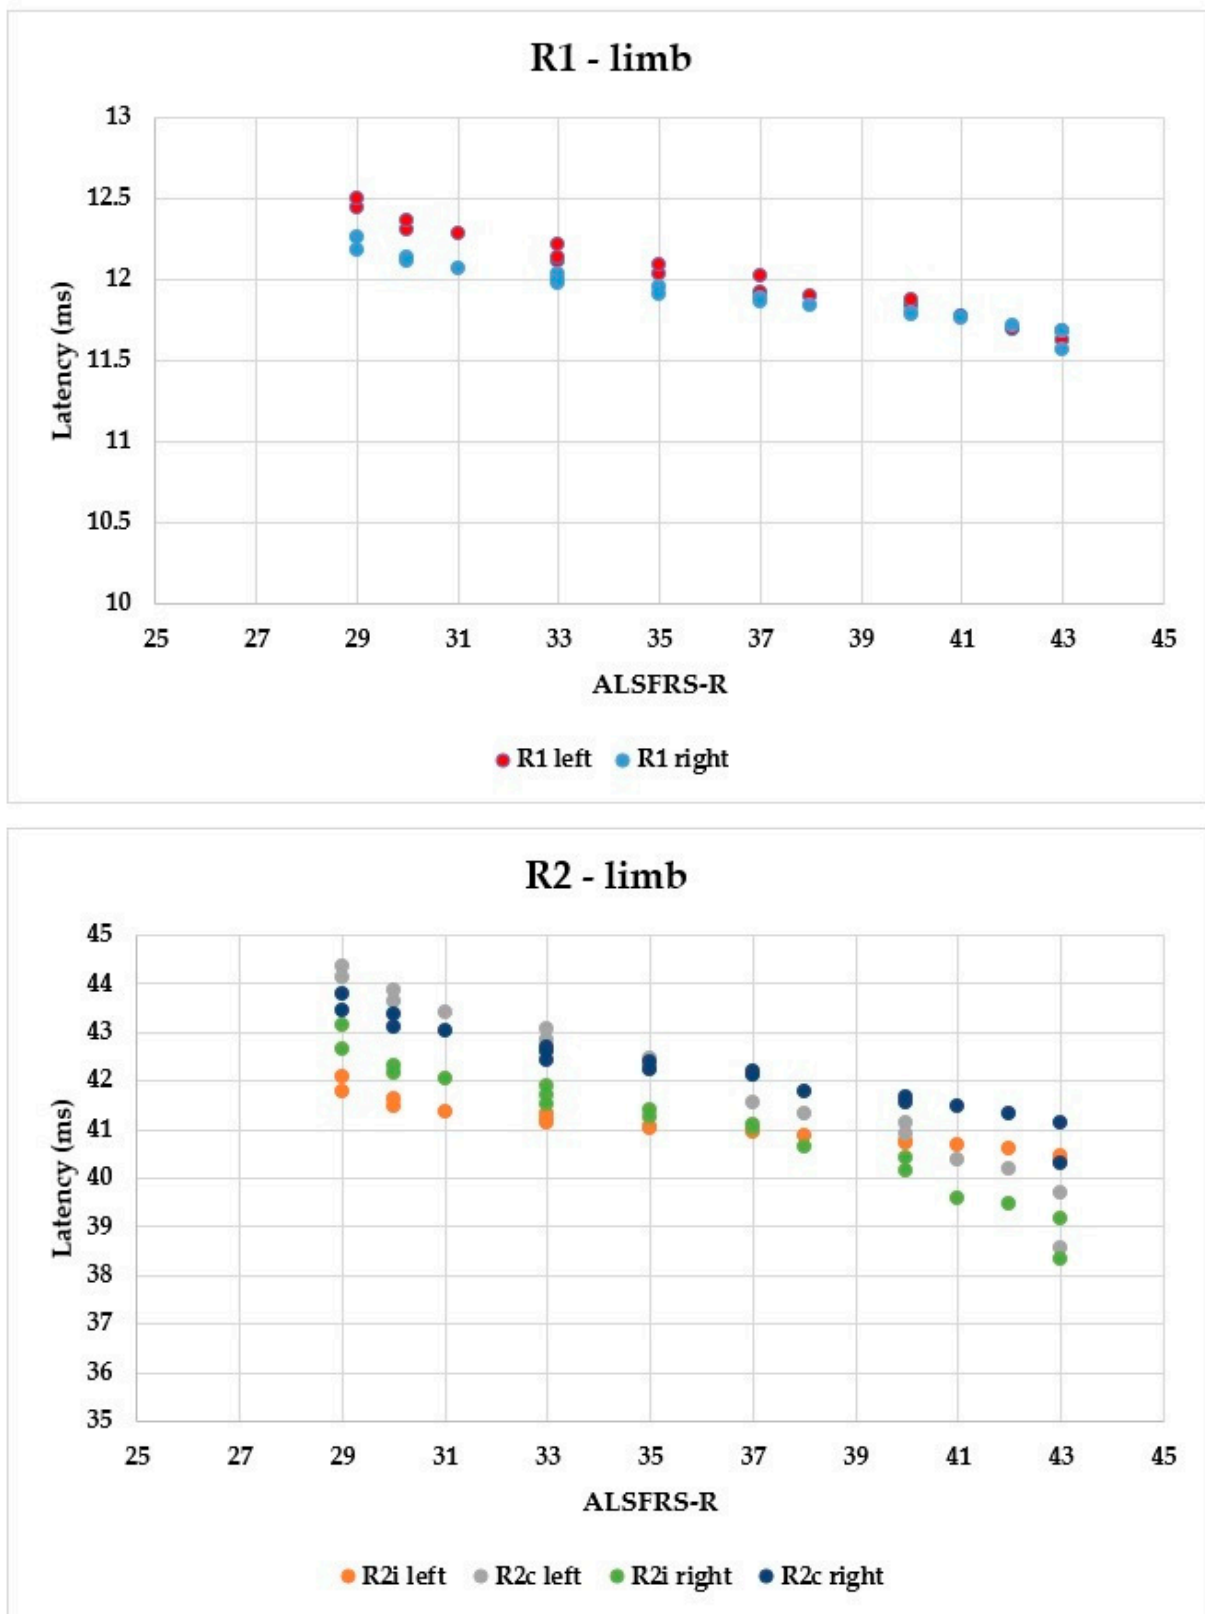 R1 - limb
13
12.5
12
11.5
11
10.5
10
Latency (ms)
25 27 29 31 33 35 37 39 41 43 45
ALSFRS-R
R1 left R1 right
R2 - limb
45
44
43
42
41
40
39
38
37
36
35
Latency (ms)
25 27 29 31 33 35 37 39 41 43 45
ALSFRS-R
R2i left R2c left R2i right R2c right